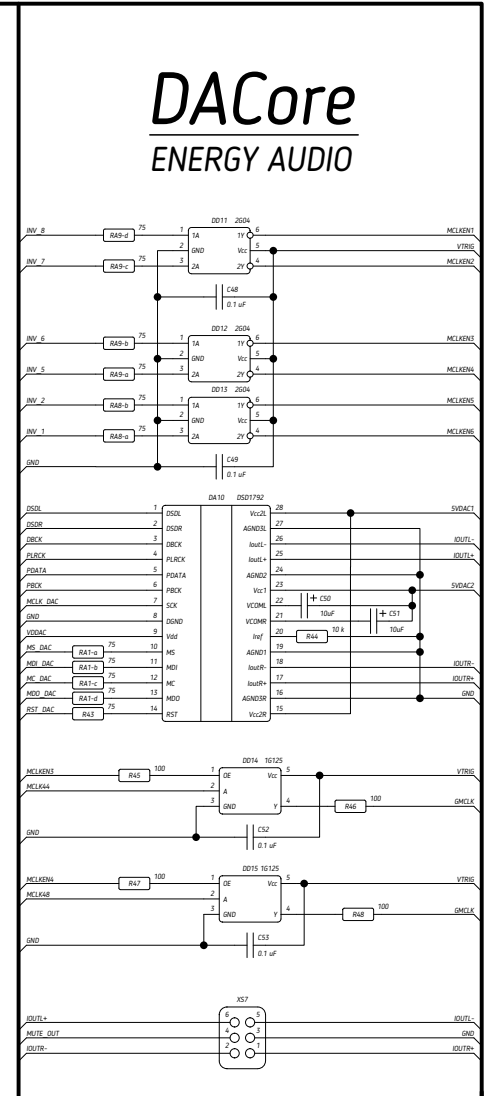 DACore
ENERGY AUDIO
DD11 2G04
INV_8 RA9-d 75 1 1A 1Y 6 MCLKEN1
2 GND Vcc 5 VTRIG
INV_7 RA9-c 75 3 2A 2Y 4 MCLKEN2
C48
0.1 uF
DD12 2G04
INV_6 RA9-b 75 1 1A 1Y 6 MCLKEN3
2 GND Vcc 5
INV_5 RA9-a 75 3 2A 2Y 4 MCLKEN4
DD13 2G04
INV_2 RA8-b 75 1 1A 1Y 6 MCLKEN5
2 GND Vcc 5
INV_1 RA8-a 75 3 2A 2Y 4 MCLKEN6
GND C49
0.1 uF
DA10 DSD1792
DSDL 1 DSDL Vcc2L 28 5VDAC1
DSDR 2 DSDR AGND3L 27
DBCK 3 DBCK IoutL- 26 IOUTL-
PLRCK 4 PLRCK IoutL+ 25 IOUTL+
PDATA 5 PDATA AGND2 24
PBCK 6 PBCK Vcc1 23 5VDAC2
MCLK_DAC 7 SCK VCOML 22 + C50 10uF
GND 8 DGND VCOMR 21 + C51 10uF
VDDAC 9 Vdd Iref 20 R44 10 k
MS_DAC RA1-a 75 10 MS AGND1 19
MDI_DAC RA1-b 75 11 MDI IoutR- 18 IOUTR-
MC_DAC RA1-c 75 12 MC IoutR+ 17 IOUTR+
MDO_DAC RA1-d 75 13 MDO AGND3R 16 GND
RST_DAC R43 75 14 RST Vcc2R 15
DD14 1G125
MCLKEN3 R45 100 1 OE Vcc 5 VTRIG
MCLK44 2 A
3 GND Y 4 R46 100 GMCLK
GND C52
0.1 uF
DD15 1G125
MCLKEN4 R47 100 1 OE Vcc 5 VTRIG
MCLK48 2 A
3 GND Y 4 R48 100 GMCLK
GND C53
0.1 uF
XS7
IOUTL+ 6 5 IOUTL-
MUTE_OUT 4 3 GND
IOUTR- 2 1 IOUTR+